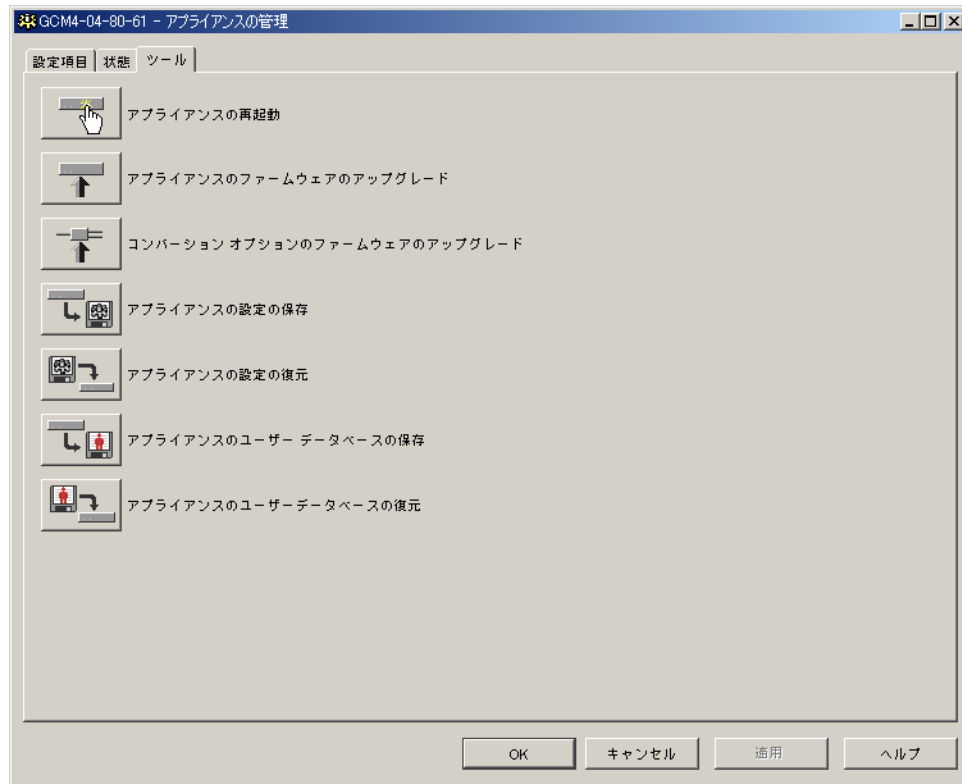 GCM4-04-80-61 - アプライアンスの管理
設定項目 状態 ツール
アプライアンスの再起動
アプライアンスのファームウェアのアップグレード
コンバーション オプションのファームウェアのアップグレード
アプライアンスの設定の保存
アプライアンスの設定の復元
アプライアンスのユーザー データベースの保存
アプライアンスのユーザーデータベースの復元
OK キャンセル 適用 ヘルプ